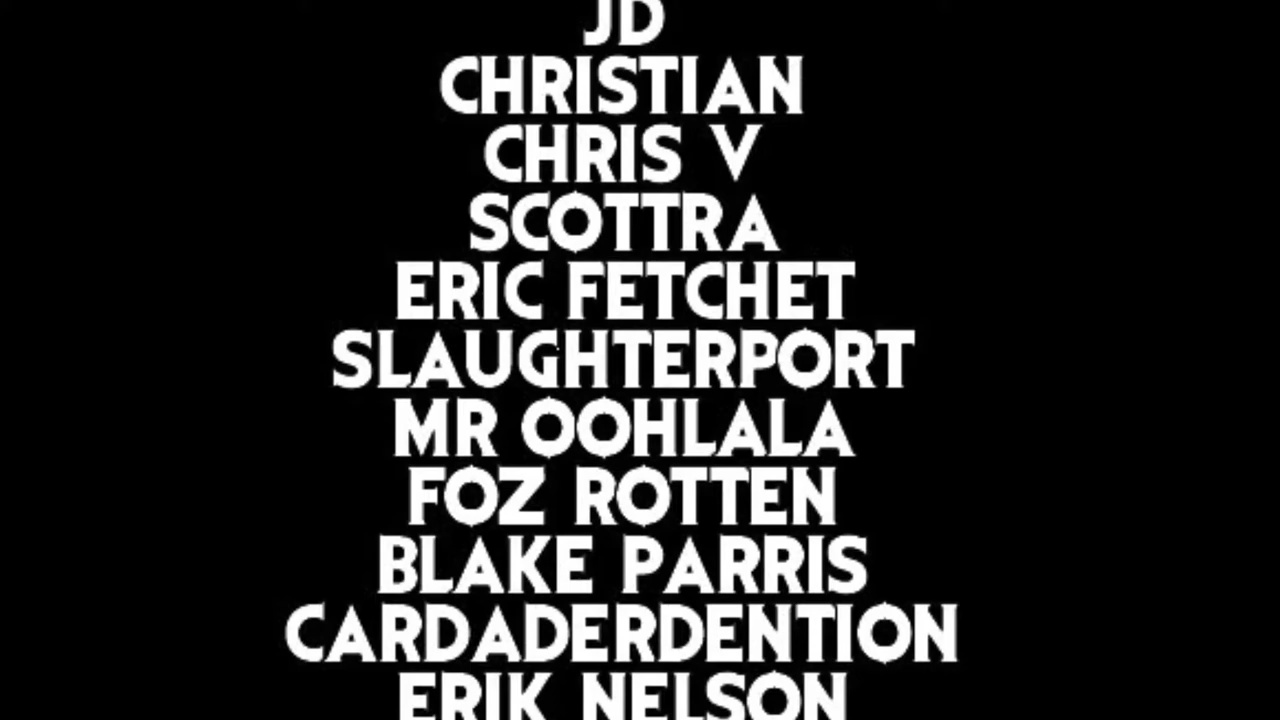 JD
CHRISTIAN
CHRIS V
SCOTTRA
ERIC FETCHET
SLAUGHTERPORT
MR OOHLALA
FOZ ROTTEN
BLAKE PARRIS
CARDADERDENTION
ERIK NELSON